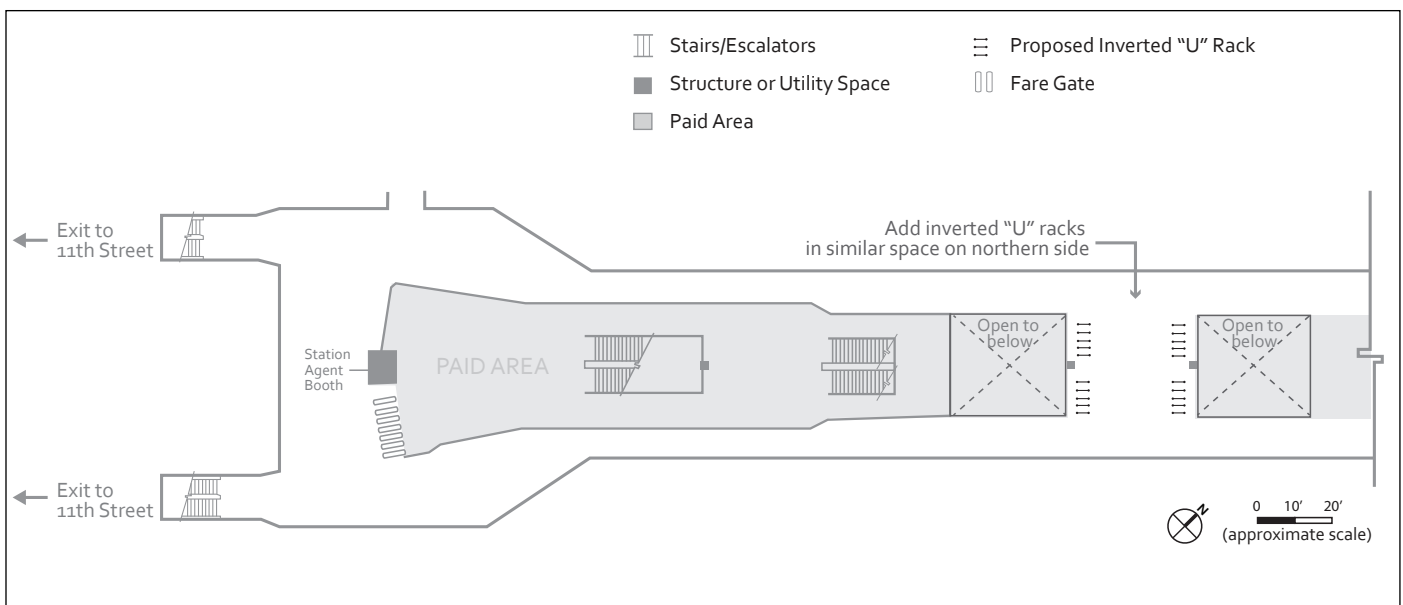 Stairs/Escalators
Structure or Utility Space
Paid Area
Proposed Inverted “U” Rack
Fare Gate
Exit to
11th Street
Add inverted “U” racks
in similar space on northern side
Station
Agent
Booth
PAID AREA
Open to
below
Open to
below
Exit to
11th Street
N
0 10’ 20’
(approximate scale)